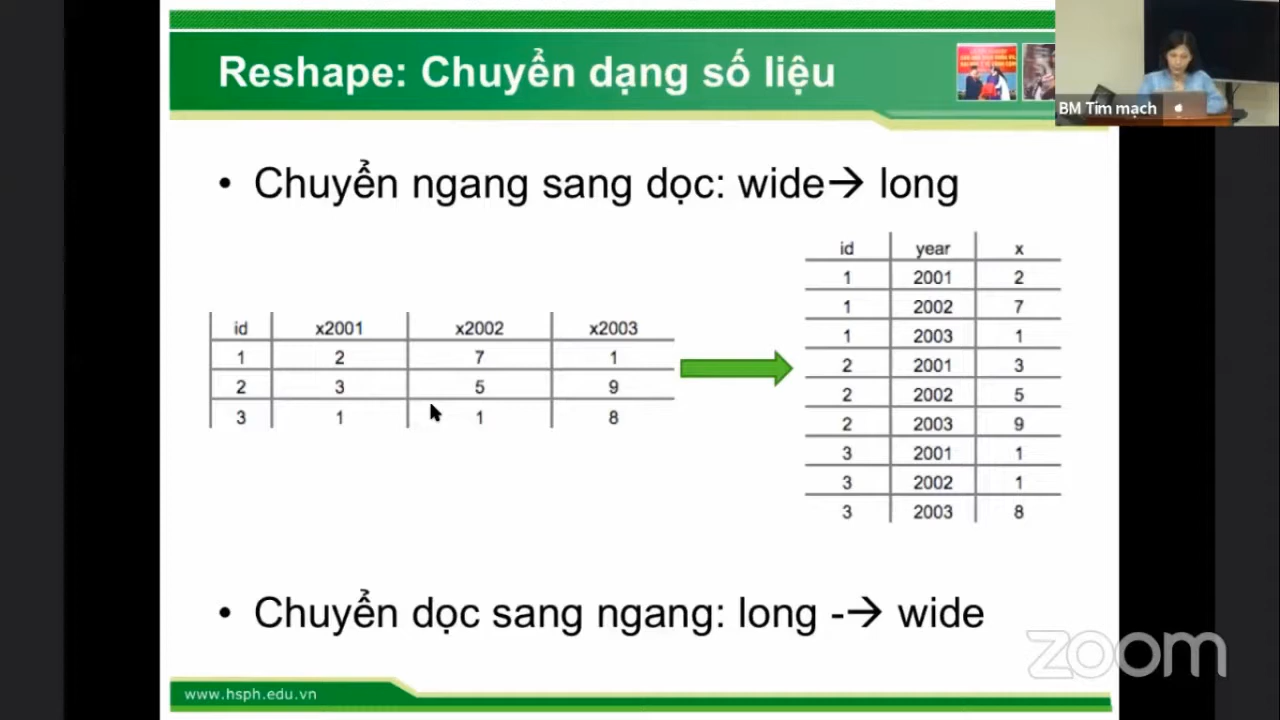 Reshape: Chuyển dạng số liệu
BM Tim mạch
• Chuyển ngang sang dọc: wide→ long
id x2001 x2002 x2003
1 2 7 1
2 3 5 9
3 1 1 8
id year x
1 2001 2
1 2002 7
1 2003 1
2 2001 3
2 2002 5
2 2003 9
3 2001 1
3 2002 1
3 2003 8
• Chuyển dọc sang ngang: long -→ wide
zoom
www.hsph.edu.vn